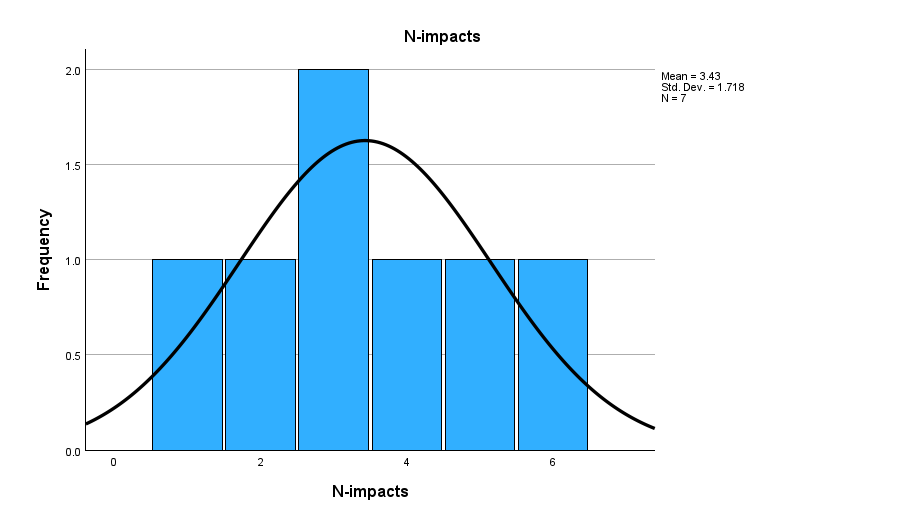 N-impacts
Mean = 3.43
Std. Dev. = 1.718
N = 7
2.0
1.5
1.0
0.5
0.0
Frequency
0 2 4 6
N-impacts